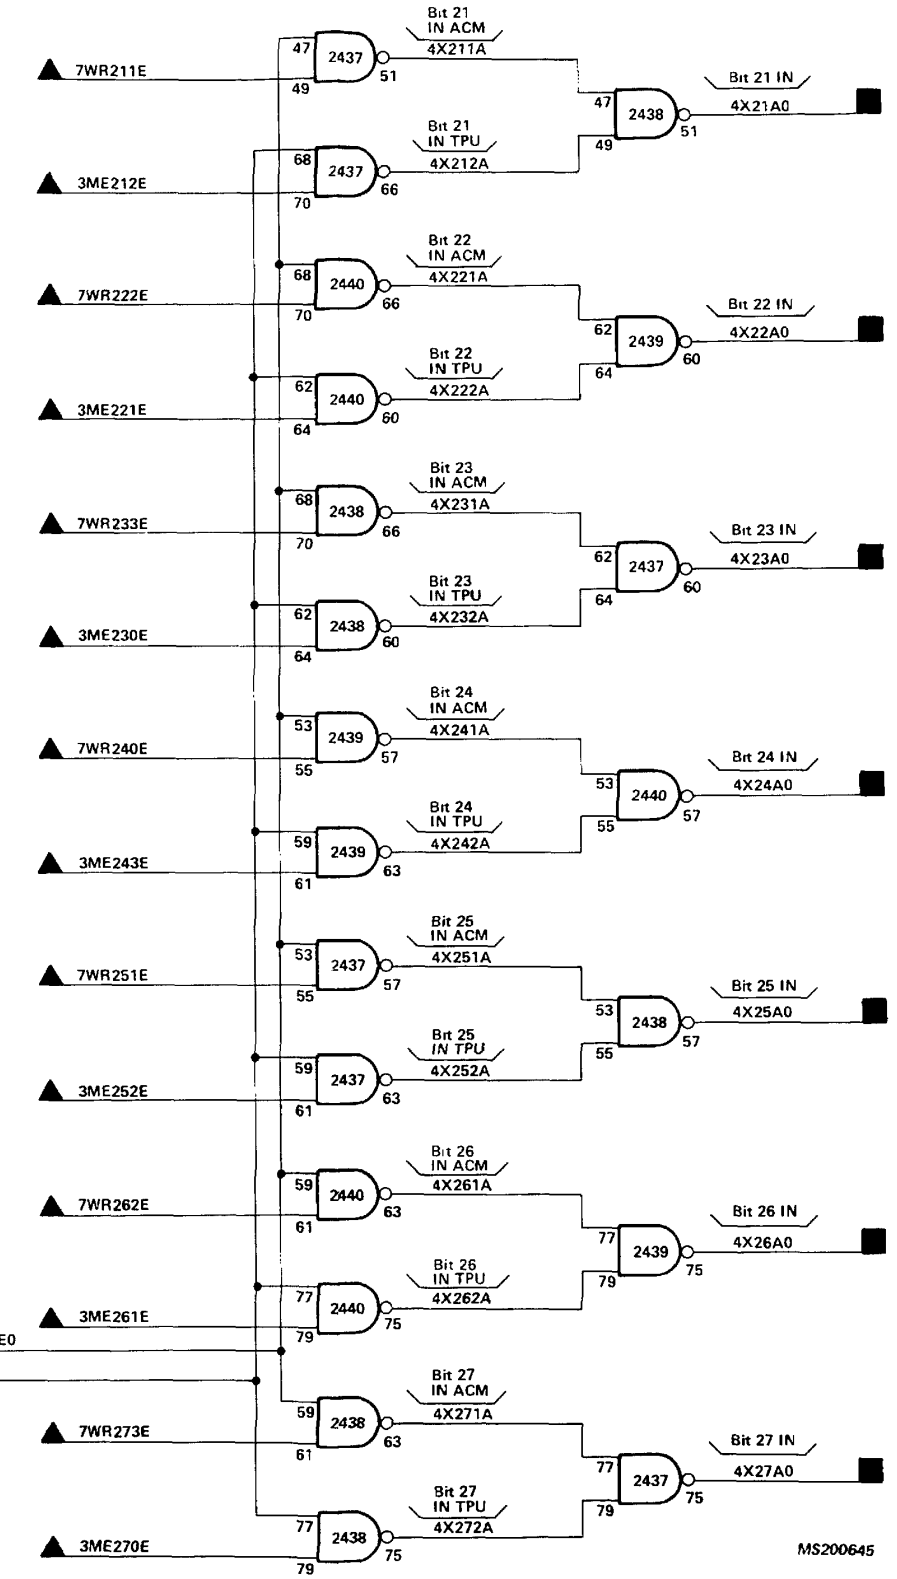 Bit 21
IN ACM
47 2437 4X211A
7WR211E 51 Bit 21 IN
49 47 2438 4X21A0
Bit 21 51
IN TPU 49
68 2437 4X212A
3ME212E 66
70
Bit 22
IN ACM
68 2440 4X221A
7WR222E 66 Bit 22 IN
70 62 2439 4X22A0
Bit 22 60
IN TPU 64
62 2440 4X222A
3ME221E 60
64
Bit 23
IN ACM
68 2438 4X231A
7WR233E 66 Bit 23 IN
70 62 2437 4X23A0
Bit 23 60
IN TPU 64
62 2438 4X232A
3ME230E 60
64
Bit 24
IN ACM
53 2439 4X241A
7WR240E 57 Bit 24 IN
55 53 2440 4X24A0
Bit 24 57
IN TPU 55
59 2439 4X242A
3ME243E 63
61
Bit 25
IN ACM
53 2437 4X251A
7WR251E 57 Bit 25 IN
55 53 2438 4X25A0
Bit 25 57
IN TPU 55
59 2437 4X252A
3ME252E 63
61
Bit 26
IN ACM
59 2440 4X261A
7WR262E 63 Bit 26 IN
61 77 2439 4X26A0
Bit 26 75
IN TPU 79
77 2440 4X262A
3ME261E 75
79
E0
Bit 27
IN ACM
59 2438 4X271A
7WR273E 63 Bit 27 IN
61 77 2437 4X27A0
Bit 27 75
IN TPU 79
77 2438 4X272A
3ME270E 75
79
MS200645